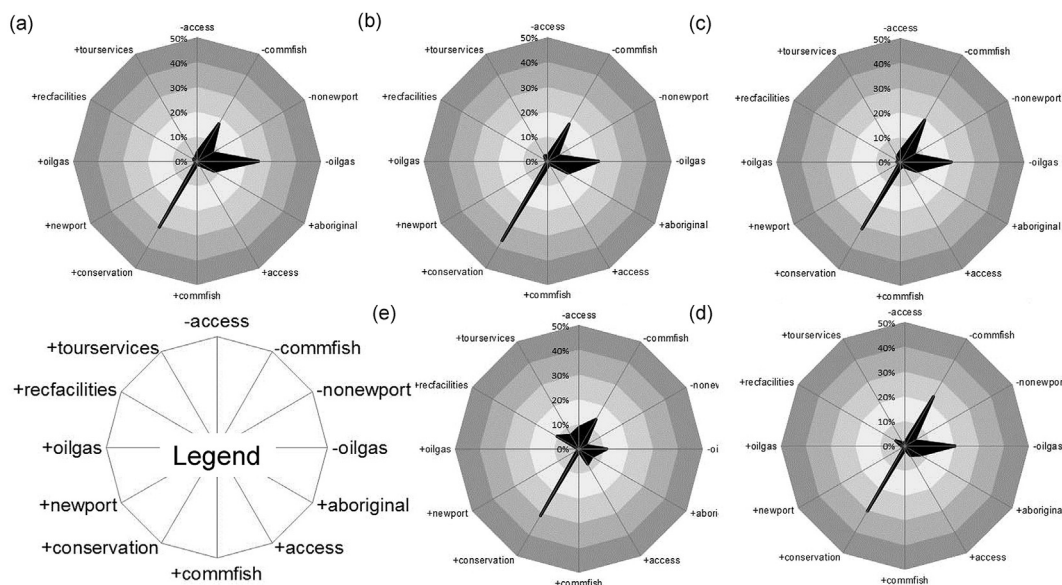 (a)
-access
50%
40%
30%
20%
10%
0%
+tourservices
-commfish
+recfacilities
-nonewport
+oilgas
-oilgas
+newport
+aboriginal
+conservation
+access
+commfish
(b)
-access
50%
40%
30%
20%
10%
0%
+tourservices
-commfish
+recfacilities
-nonewport
+oilgas
-oilgas
+newport
+aboriginal
+conservation
+access
+commfish
(c)
-access
50%
40%
30%
20%
10%
0%
+tourservices
-commfish
+recfacilities
-nonewport
+oilgas
-oilgas
+newport
+aboriginal
+conservation
+access
+commfish
-access
+tourservices
-commfish
+recfacilities
-nonewport
+oilgas
Legend
-oilgas
+newport
+aboriginal
+conservation
+access
+commfish
(e)
-access
50%
40%
30%
20%
10%
0%
+tourservices
-commfish
+recfacilities
-nonew
+oilgas
-oi
+newport
+abori
+conservation
+access
+commfish
(d)
-access
50%
40%
30%
20%
10%
0%
+tourservices
-commfish
+recfacilities
-nonewport
+oilgas
-oilgas
+newport
+aboriginal
+conservation
+access
+commfish